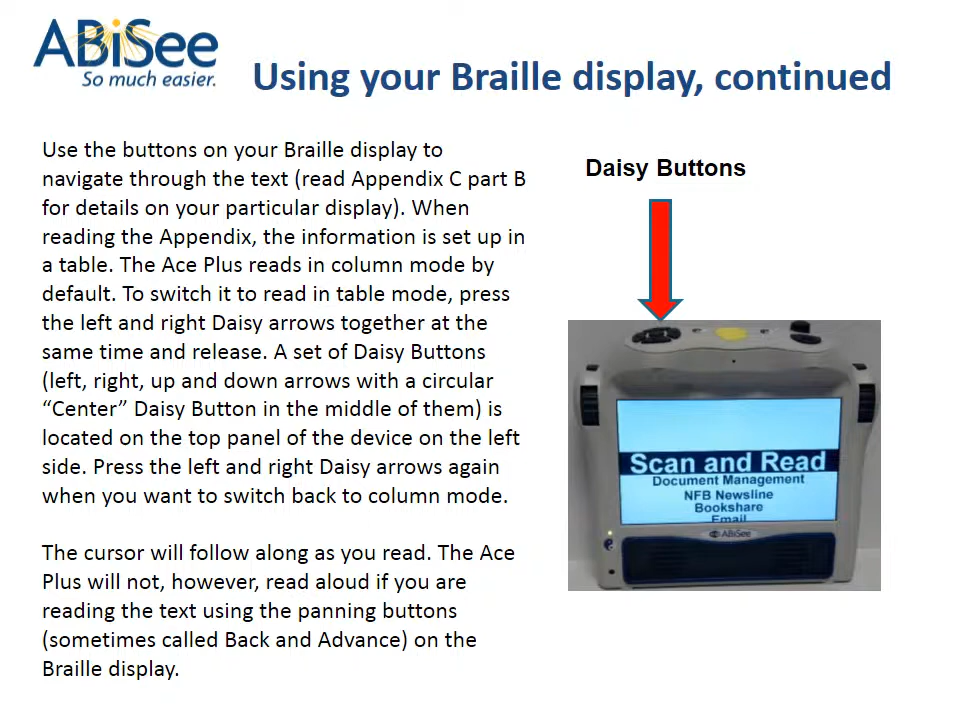 ABiSee
So much easier.
Using your Braille display, continued
Use the buttons on your Braille display to
navigate through the text (read Appendix C part B
for details on your particular display). When
reading the Appendix, the information is set up in
a table. The Ace Plus reads in column mode by
default. To switch it to read in table mode, press
the left and right Daisy arrows together at the
same time and release. A set of Daisy Buttons
(left, right, up and down arrows with a circular
“Center” Daisy Button in the middle of them) is
located on the top panel of the device on the left
side. Press the left and right Daisy arrows again
when you want to switch back to column mode.
The cursor will follow along as you read. The Ace
Plus will not, however, read aloud if you are
reading the text using the panning buttons
(sometimes called Back and Advance) on the
Braille display.
Daisy Buttons
Scan and Read
Document Management
NFB Newsline
Bookshare
Email
ABiSee